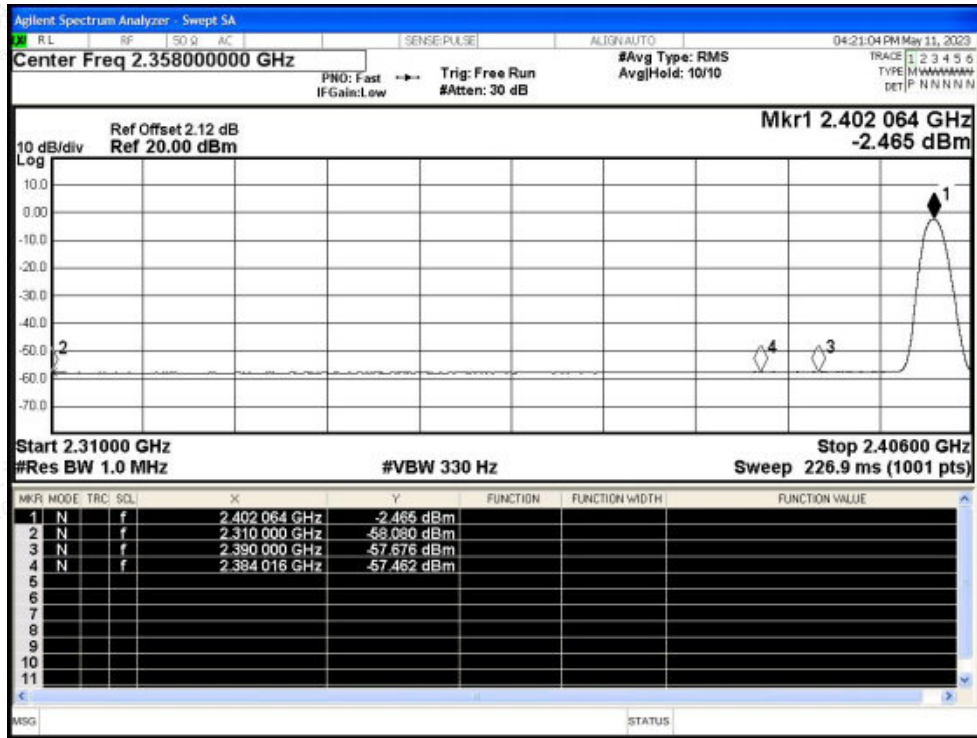 Agilent Spectrum Analyzer - Swept SA
RL RF 50 Ω AC SENSE:PULSE ALIGN AUTO 04:21:04 PM May 11, 2023
Center Freq 2.358000000 GHz #Avg Type: RMS TRACE 1 2 3 4 5 6
PNO: Fast Trig: Free Run Avg|Hold: 10/10 TYPE M WWWWW
IFGain:Low #Atten: 30 dB DET P N N N N N
Mkr1 2.402 064 GHz
-2.465 dBm
Ref Offset 2.12 dB
10 dB/div Ref 20.00 dBm
Log
10.0
0.00
-10.0
-20.0
-30.0
-40.0
-50.0
-60.0
-70.0
1
2
4
3
Start 2.31000 GHz Stop 2.40600 GHz
#Res BW 1.0 MHz #VBW 330 Hz Sweep 226.9 ms (1001 pts)
MKR MODE TRC SCL X Y FUNCTION FUNCTION WIDTH FUNCTION VALUE
1 N f 2.402 064 GHz -2.465 dBm
2 N f 2.310 000 GHz -58.080 dBm
3 N f 2.390 000 GHz -57.676 dBm
4 N f 2.384 016 GHz -57.462 dBm
5
6
7
8
9
10
11
MSG STATUS